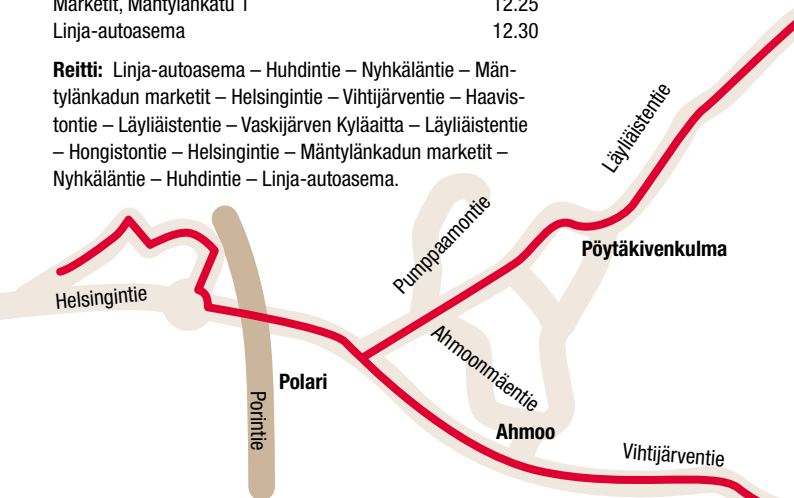 Marketit, Mäntylänkatu 1 12.25
Linja-autoasema 12.30
Reitti: Linja-autoasema – Huhdintie – Nyhkäläntie – Män-
tylänkadun marketit – Helsingintie – Vihtijärventie – Haavis-
tontie – Läyliäistentie – Vaskijärven Kyläaitta – Läyliäistentie
– Hongistontie – Helsingintie – Mäntylänkadun marketit –
Nyhkäläntie – Huhdintie – Linja-autoasema.
Läyliäistentie
Pumppaamontie
Pöytäkivenkulma
Helsingintie
Ahmoonmäentie
Polari
Porintie
Ahmoo
Vihtijärventie